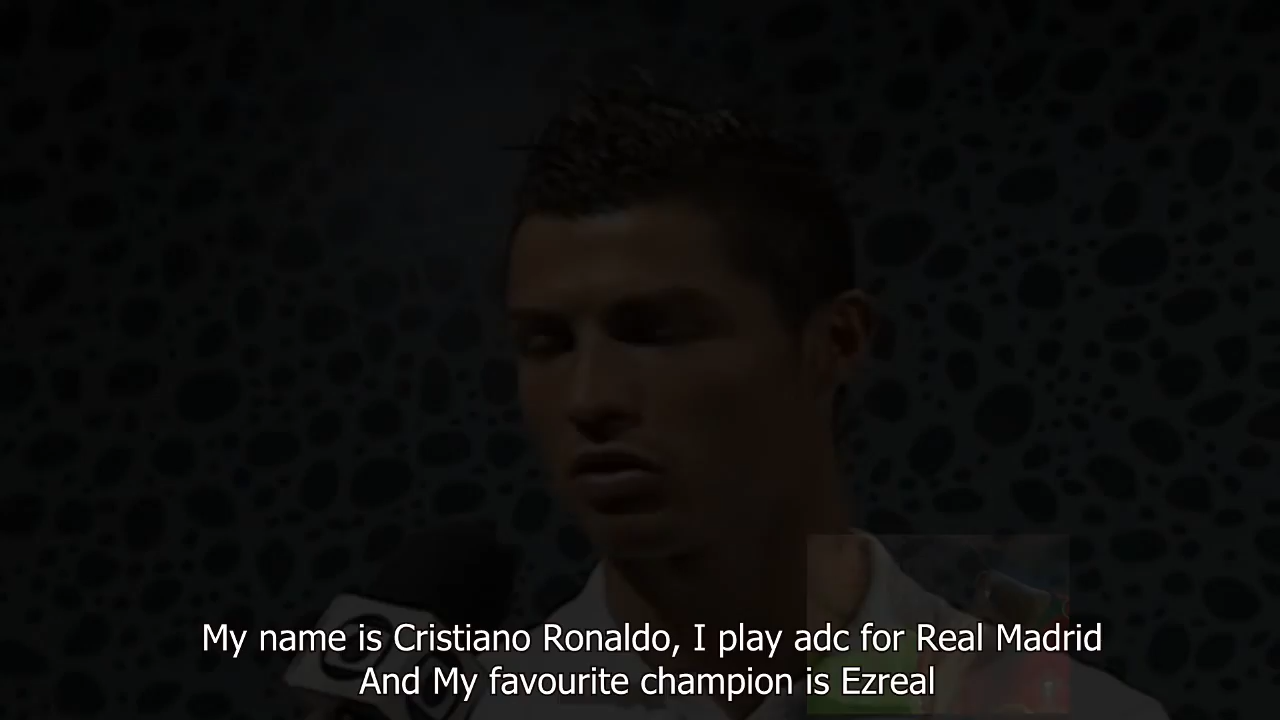 My name is Cristiano Ronaldo, I play adc for Real Madrid
And My favourite champion is Ezreal